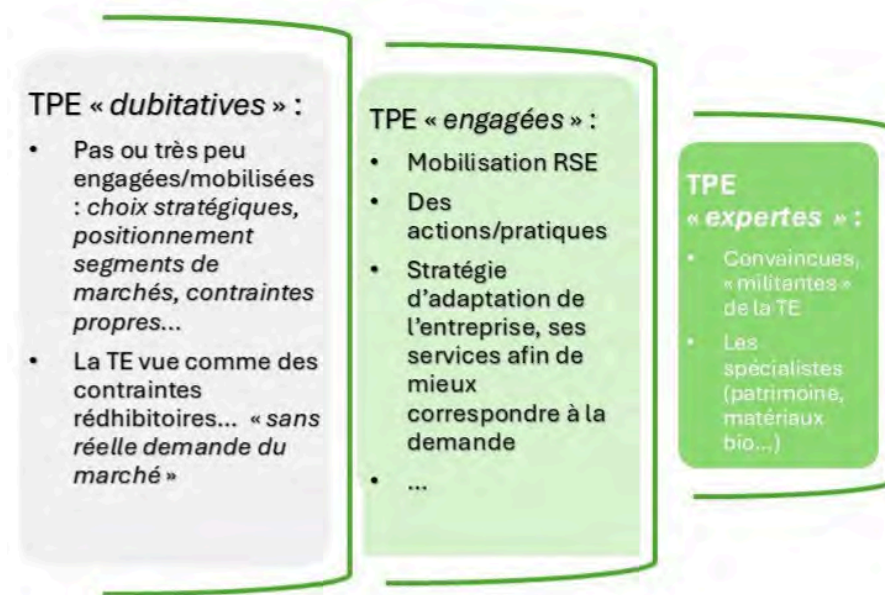 TPE « dubitatives » :
• Pas ou très peu
engagées/mobilisées
: choix stratégiques,
positionnement
segments de
marchés, contraintes
propres...
• La TE vue comme des
contraintes
rédhibitoires... « sans
réelle demande du
marché »
TPE « engagées » :
• Mobilisation RSE
• Des
actions/pratiques
• Stratégie
d'adaptation de
l'entreprise, ses
services afin de
mieux
correspondre à la
demande
• ...
TPE
« expertes » :
• Convaincues,
« militantes »
de la TE
• Les
spécialistes
(patrimoine,
matériaux
bio...)